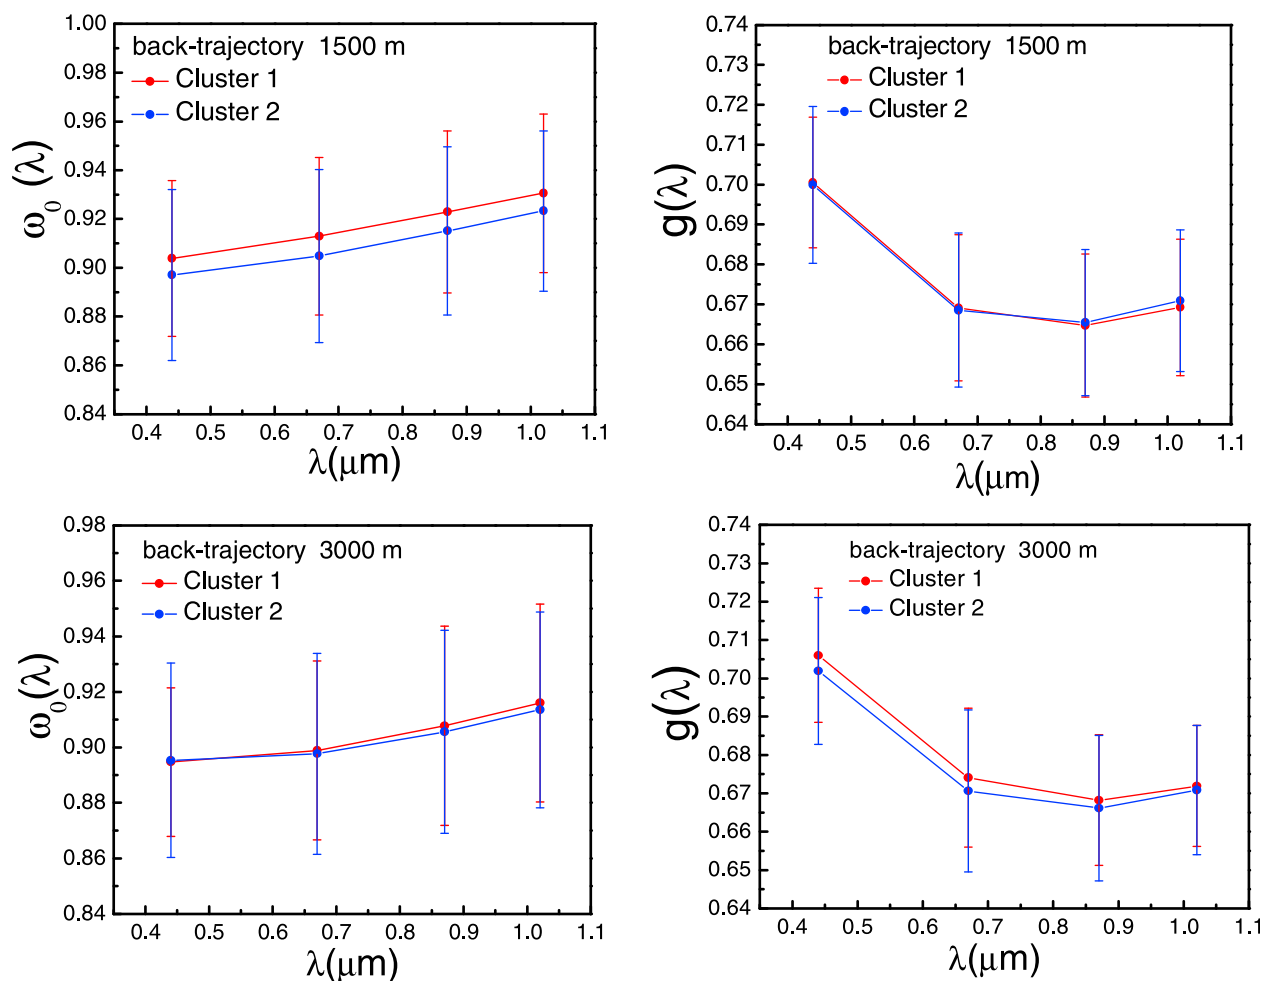 1.00
0.98
0.96
0.94
0.92
0.90
0.88
0.86
0.84
ω0 (λ)
back-trajectory 1500 m
Cluster 1
Cluster 2
0.4 0.5 0.6 0.7 0.8 0.9 1.0 1.1
λ(μm)
0.74
0.73
0.72
0.71
0.70
0.69
0.68
0.67
0.66
0.65
0.64
g(λ)
back-trajectory 1500 m
Cluster 1
Cluster 2
0.4 0.5 0.6 0.7 0.8 0.9 1.0 1.1
λ(μm)
0.98
0.96
0.94
0.92
0.90
0.88
0.86
0.84
ω0(λ)
back-trajectory 3000 m
Cluster 1
Cluster 2
0.4 0.5 0.6 0.7 0.8 0.9 1.0 1.1
λ(μm)
0.74
0.73
0.72
0.71
0.70
0.69
0.68
0.67
0.66
0.65
0.64
g(λ)
back-trajectory 3000 m
Cluster 1
Cluster 2
0.4 0.5 0.6 0.7 0.8 0.9 1.0 1.1
λ(μm)